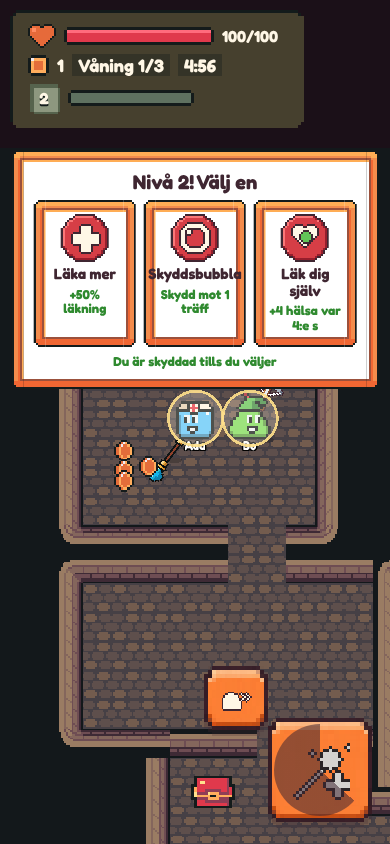 100/100
1 Våning 1/3 4:56
2
Nivå 2! Välj en
Läka mer
+50%
läkning
Skyddsbubbla
Skydd mot 1
träff
Läk dig
själv
+4 hälsa var
4:e s
Du är skyddad tills du väljer